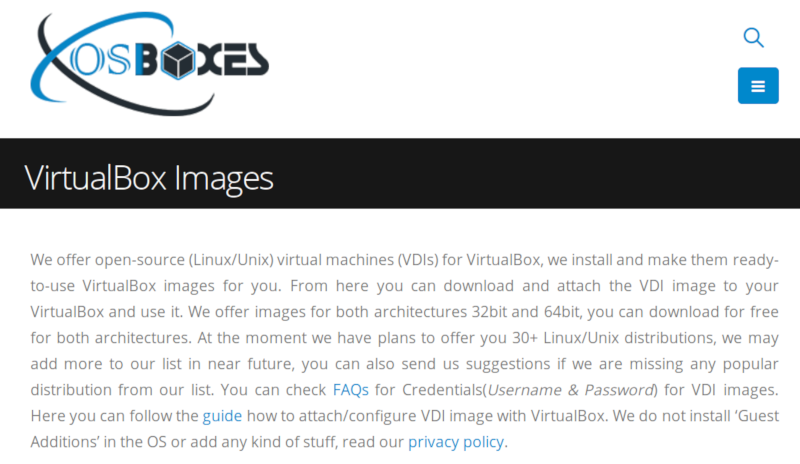 OSBOXES
VirtualBox Images
We offer open-source (Linux/Unix) virtual machines (VDIs) for VirtualBox, we install and make them ready-
to-use VirtualBox images for you. From here you can download and attach the VDI image to your
VirtualBox and use it. We offer images for both architectures 32bit and 64bit, you can download for free
for both architectures. At the moment we have plans to offer you 30+ Linux/Unix distributions, we may
add more to our list in near future, you can also send us suggestions if we are missing any popular
distribution from our list. You can check FAQs for Credentials(Username & Password) for VDI images.
Here you can follow the guide how to attach/configure VDI image with VirtualBox. We do not install ‘Guest
Additions’ in the OS or add any kind of stuff, read our privacy policy.